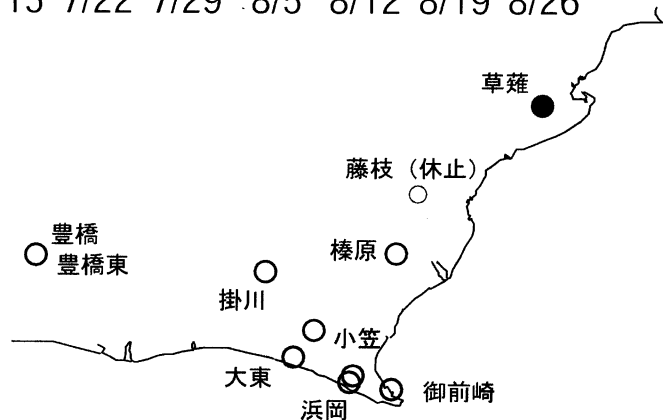 15 7/22 7/29 8/5 8/12 8/19 8/26
草薙
藤枝（休止）
豊橋
豊橋東
榛原
掛川
小笠
大東
御前崎
浜岡